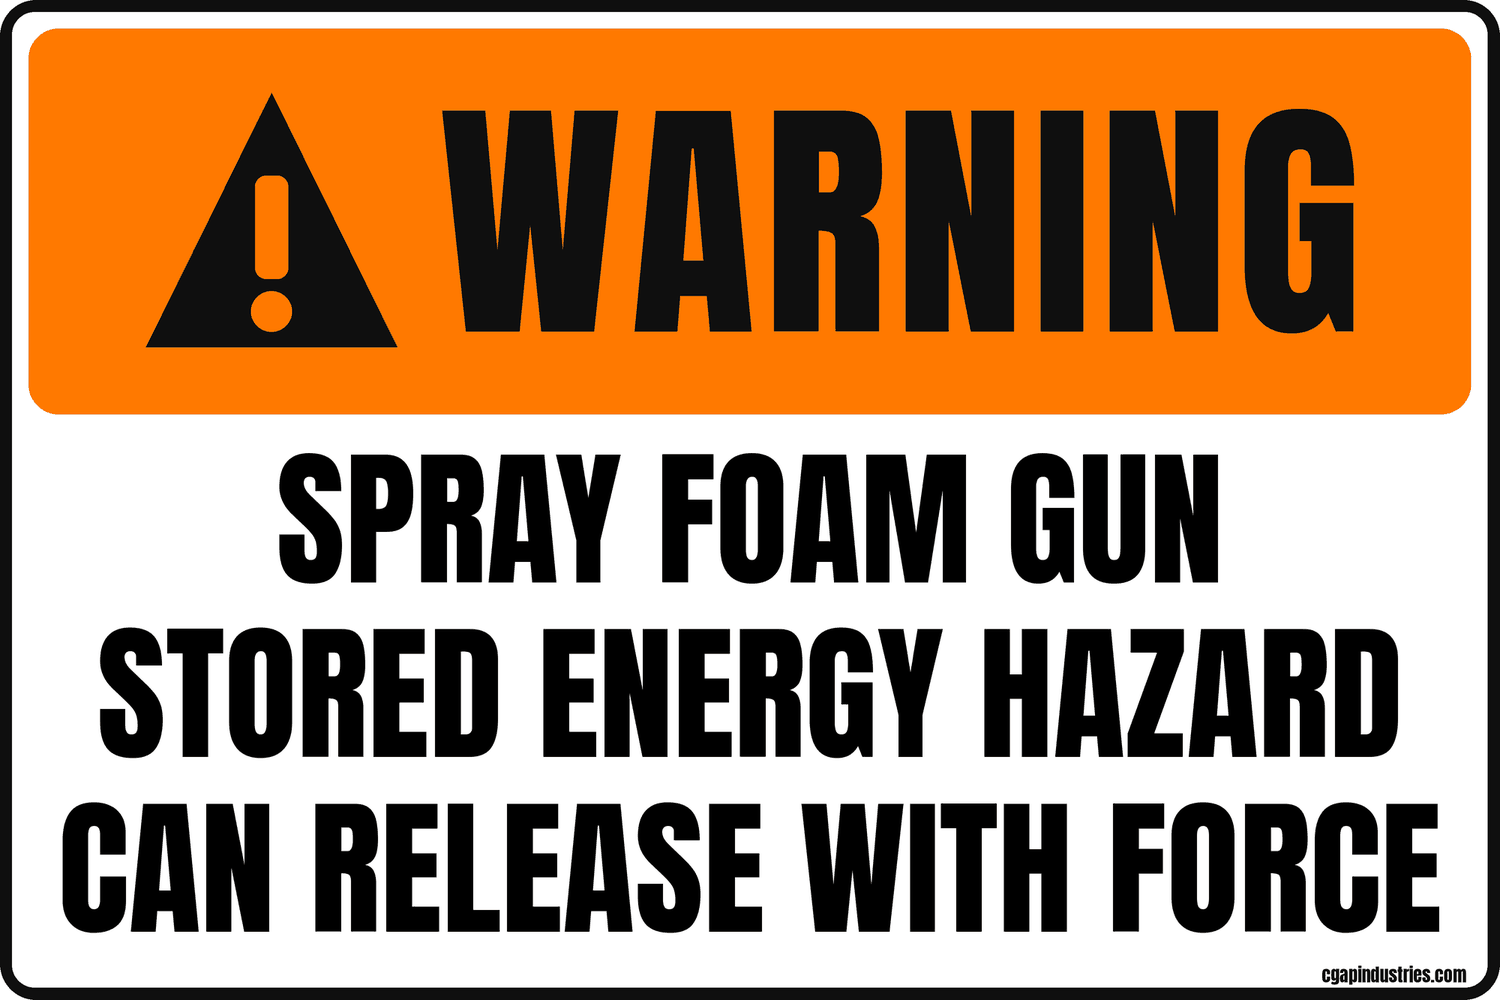 WARNING
SPRAY FOAM GUN
STORED ENERGY HAZARD
CAN RELEASE WITH FORCE
cgapindustries.com